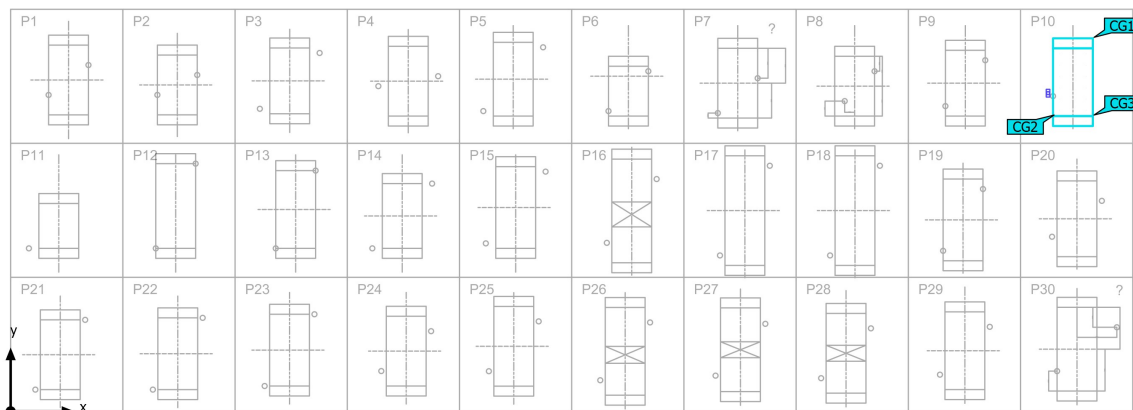 P1 P2 P3 P4 P5 P6 P7 ? P8 P9 P10 CG1
CG2 CG3
P11 P12 P13 P14 P15 P16 P17 P18 P19 P20
P21 P22 P23 P24 P25 P26 P27 P28 P29 P30 ?
y
x